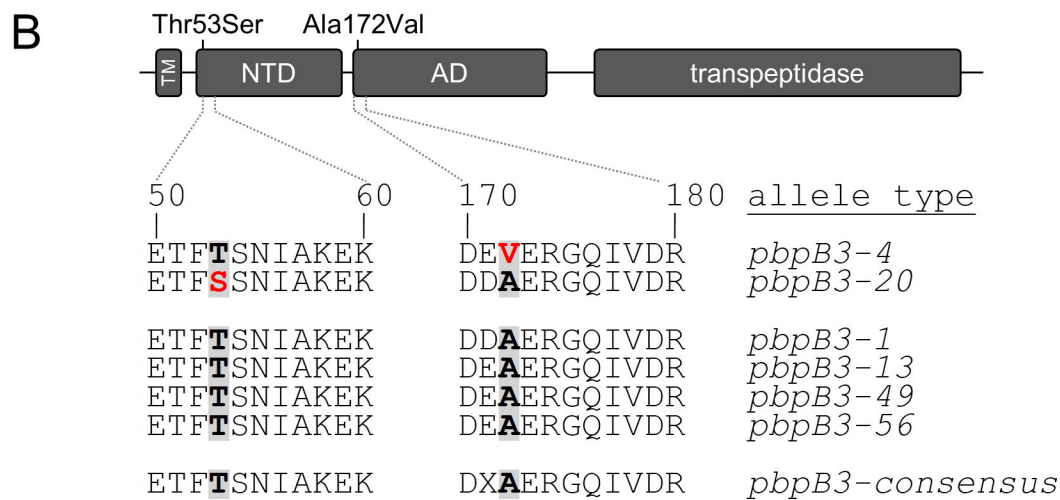 B
Thr53Ser Ala172Val
TM NTD AD transpeptidase
50 60 170 180 allele type
ETFTSNIAKEK DEVERGQIVDR pbpB3-4
ETFSSNIAKEK DDAERGQIVDR pbpB3-20
ETFTSNIAKEK DDAERGQIVDR pbpB3-1
ETFTSNIAKEK DEAERGQIVDR pbpB3-13
ETFTSNIAKEK DEAERGQIVDR pbpB3-49
ETFTSNIAKEK DEAERGQIVDR pbpB3-56
ETFTSNIAKEK DXAERGQIVDR pbpB3-consensus